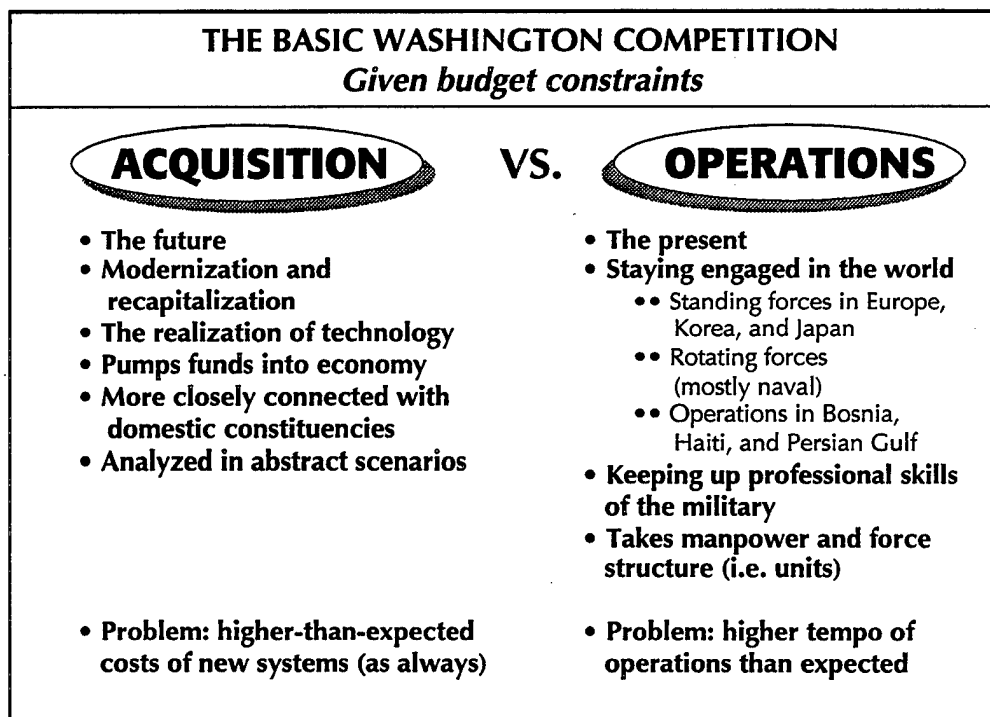 THE BASIC WASHINGTON COMPETITION
Given budget constraints
ACQUISITION
VS.
OPERATIONS
• The future
• Modernization and
recapitalization
• The realization of technology
• Pumps funds into economy
• More closely connected with
domestic constituencies
• Analyzed in abstract scenarios
• Problem: higher-than-expected
costs of new systems (as always)
• The present
• Staying engaged in the world
•• Standing forces in Europe,
Korea, and Japan
•• Rotating forces
(mostly naval)
•• Operations in Bosnia,
Haiti, and Persian Gulf
• Keeping up professional skills
of the military
• Takes manpower and force
structure (i.e. units)
• Problem: higher tempo of
operations than expected